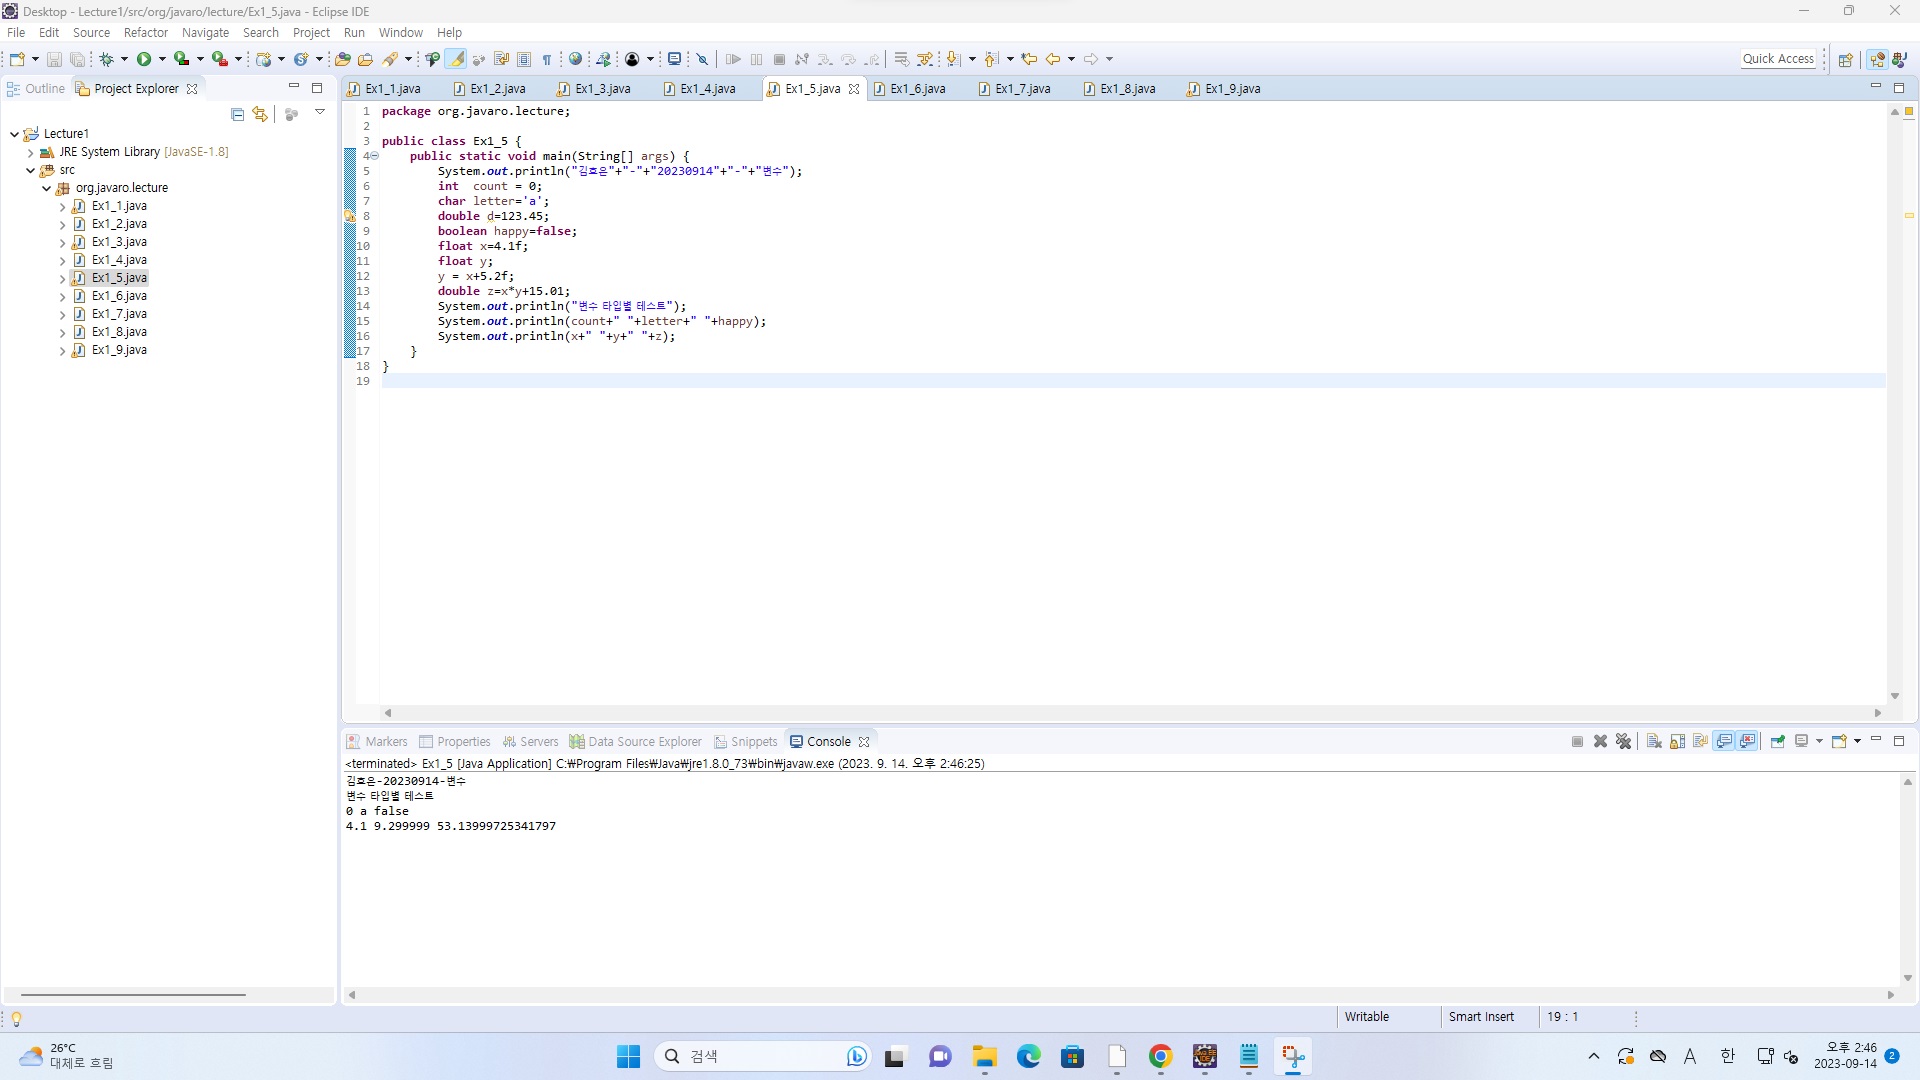 Desktop - Lecture1/src/org/javaro/lecture/Ex1_5.java - Eclipse IDE
File Edit Source Refactor Navigate Search Project Run Window Help
Quick Access
Outline Project Explorer
Ex1_1.java Ex1_2.java Ex1_3.java Ex1_4.java Ex1_5.java Ex1_6.java Ex1_7.java Ex1_8.java Ex1_9.java
Lecture1
JRE System Library [JavaSE-1.8]
src
org.javaro.lecture
Ex1_1.java
Ex1_2.java
Ex1_3.java
Ex1_4.java
Ex1_5.java
Ex1_6.java
Ex1_7.java
Ex1_8.java
Ex1_9.java
1 package org.javaro.lecture;
2
3 public class Ex1_5 {
4 public static void main(String[] args) {
5 System.out.println("김효은"+"-"+"20230914"+"-"+"변수");
6 int  count = 0;
7 char letter='a';
8 double d=123.45;
9 boolean happy=false;
10 float x=4.1f;
11 float y;
12 y = x+5.2f;
13 double z=x*y+15.01;
14 System.out.println("변수 타입별 테스트");
15 System.out.println(count+" "+letter+" "+happy);
16 System.out.println(x+" "+y+" "+z);
17 }
18 }
19
Markers Properties Servers Data Source Explorer Snippets Console
<terminated> Ex1_5 [Java Application] C:₩Program Files₩Java₩jre1.8.0_73₩bin₩javaw.exe (2023. 9. 14. 오후 2:46:25)
김효은-20230914-변수
변수 타입별 테스트
0 a false
4.1 9.299999 53.13999725341797
Writable Smart Insert 19 : 1
26°C
대체로 흐림
검색
A 한
오후 2:46
2023-09-14
2